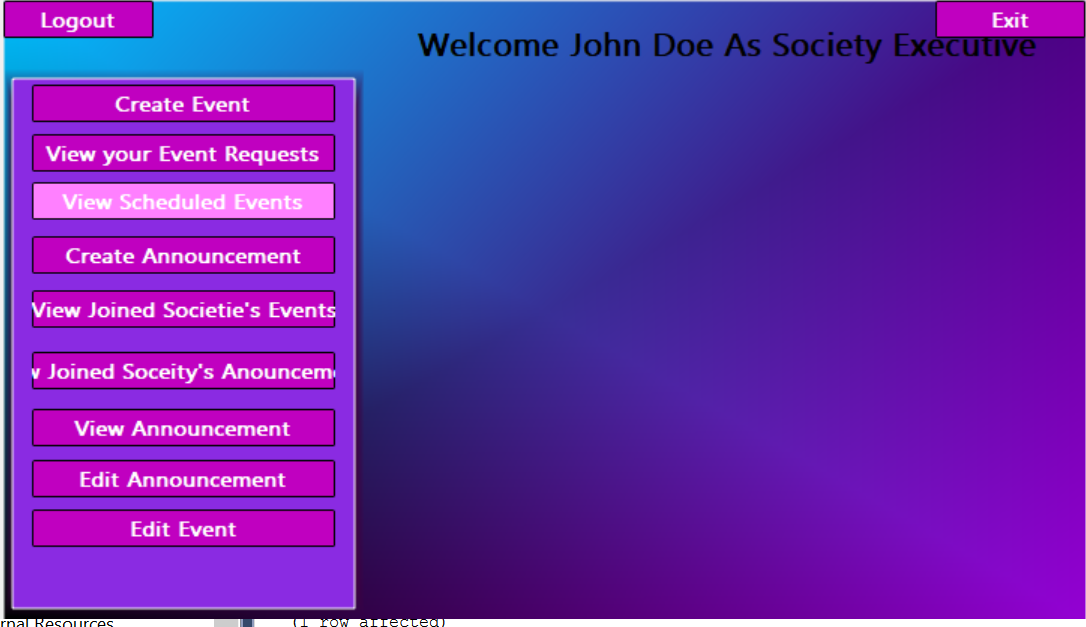 Logout
Exit
Welcome John Doe As Society Executive
Create Event
View your Event Requests
View Scheduled Events
Create Announcement
View Joined Societie's Events
w Joined Soceity's Anouncem
View Announcement
Edit Announcement
Edit Event
rnal Resources
(1 row affected)